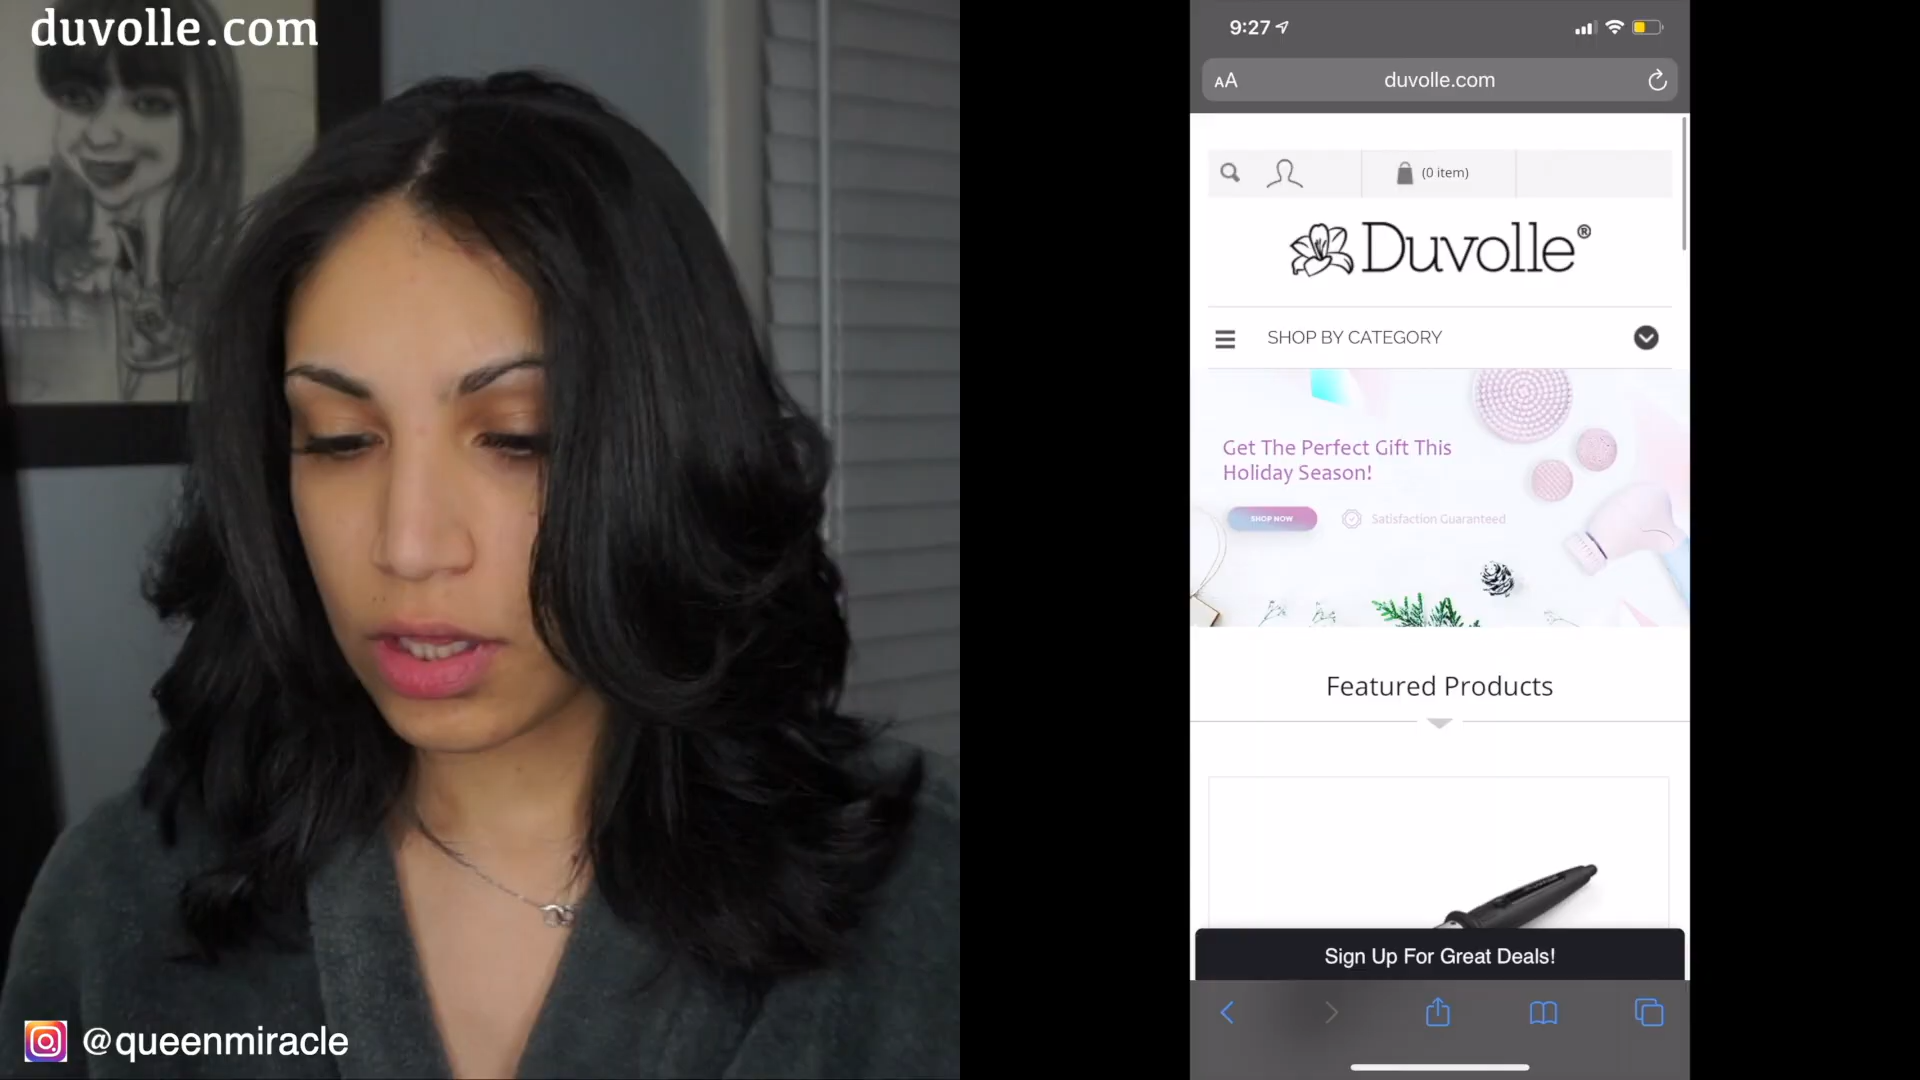 duvolle.com
@queenmiracle
9:27
AA
duvolle.com
(0 item)
Duvolle®
SHOP BY CATEGORY
Get The Perfect Gift This
Holiday Season!
SHOP NOW
Satisfaction Guaranteed
Featured Products
Sign Up For Great Deals!